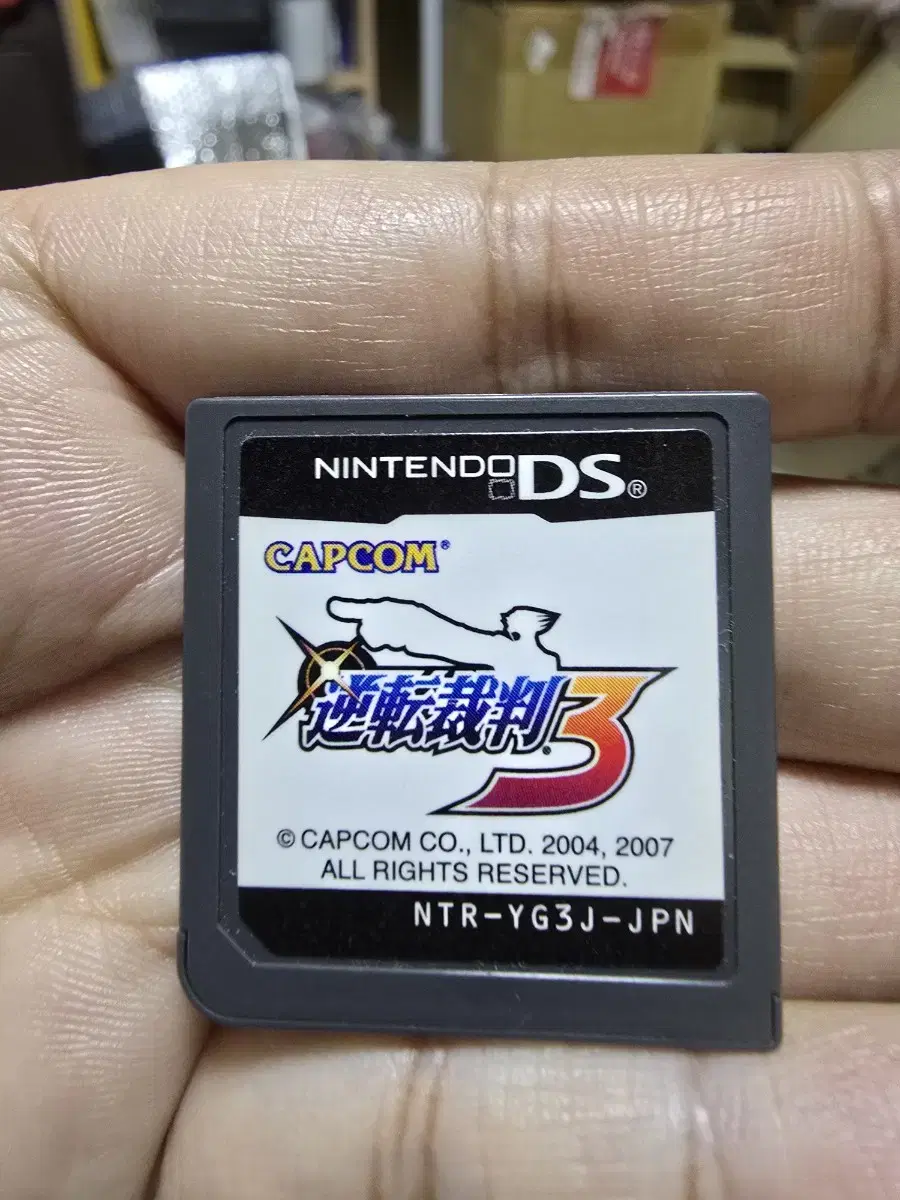 NINTENDO DS®
CAPCOM®
逆転裁判3
© CAPCOM CO., LTD. 2004, 2007
ALL RIGHTS RESERVED.
NTR-YG3J-JPN